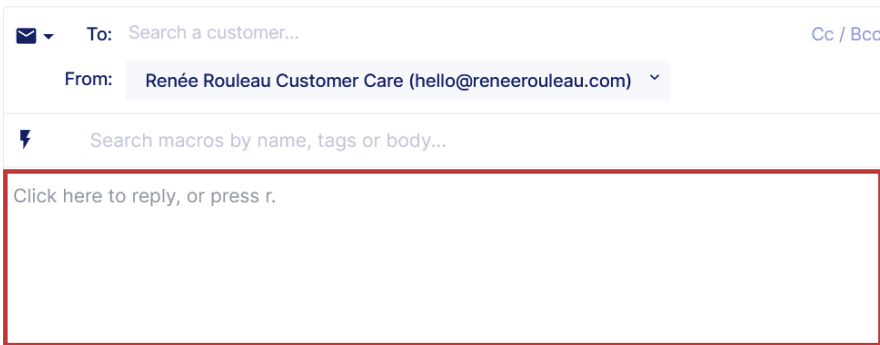 To: Search a customer... Cc / Bcc
From: Renée Rouleau Customer Care (hello@reneerouleau.com)
Search macros by name, tags or body...
Click here to reply, or press r.